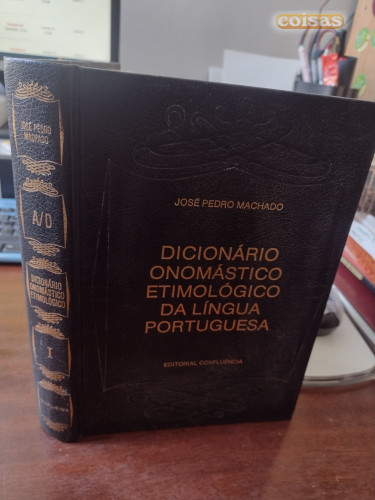 coisas
JOSÉ PEDRO
MACHADO
A/D
DICIONÁRIO
ONOMÁSTICO
ETIMOLÓGICO
I
JOSÉ PEDRO MACHADO
DICIONÁRIO
ONOMÁSTICO
ETIMOLÓGICO
DA LÍNGUA
PORTUGUESA
EDITORIAL CONFLUÊNCIA